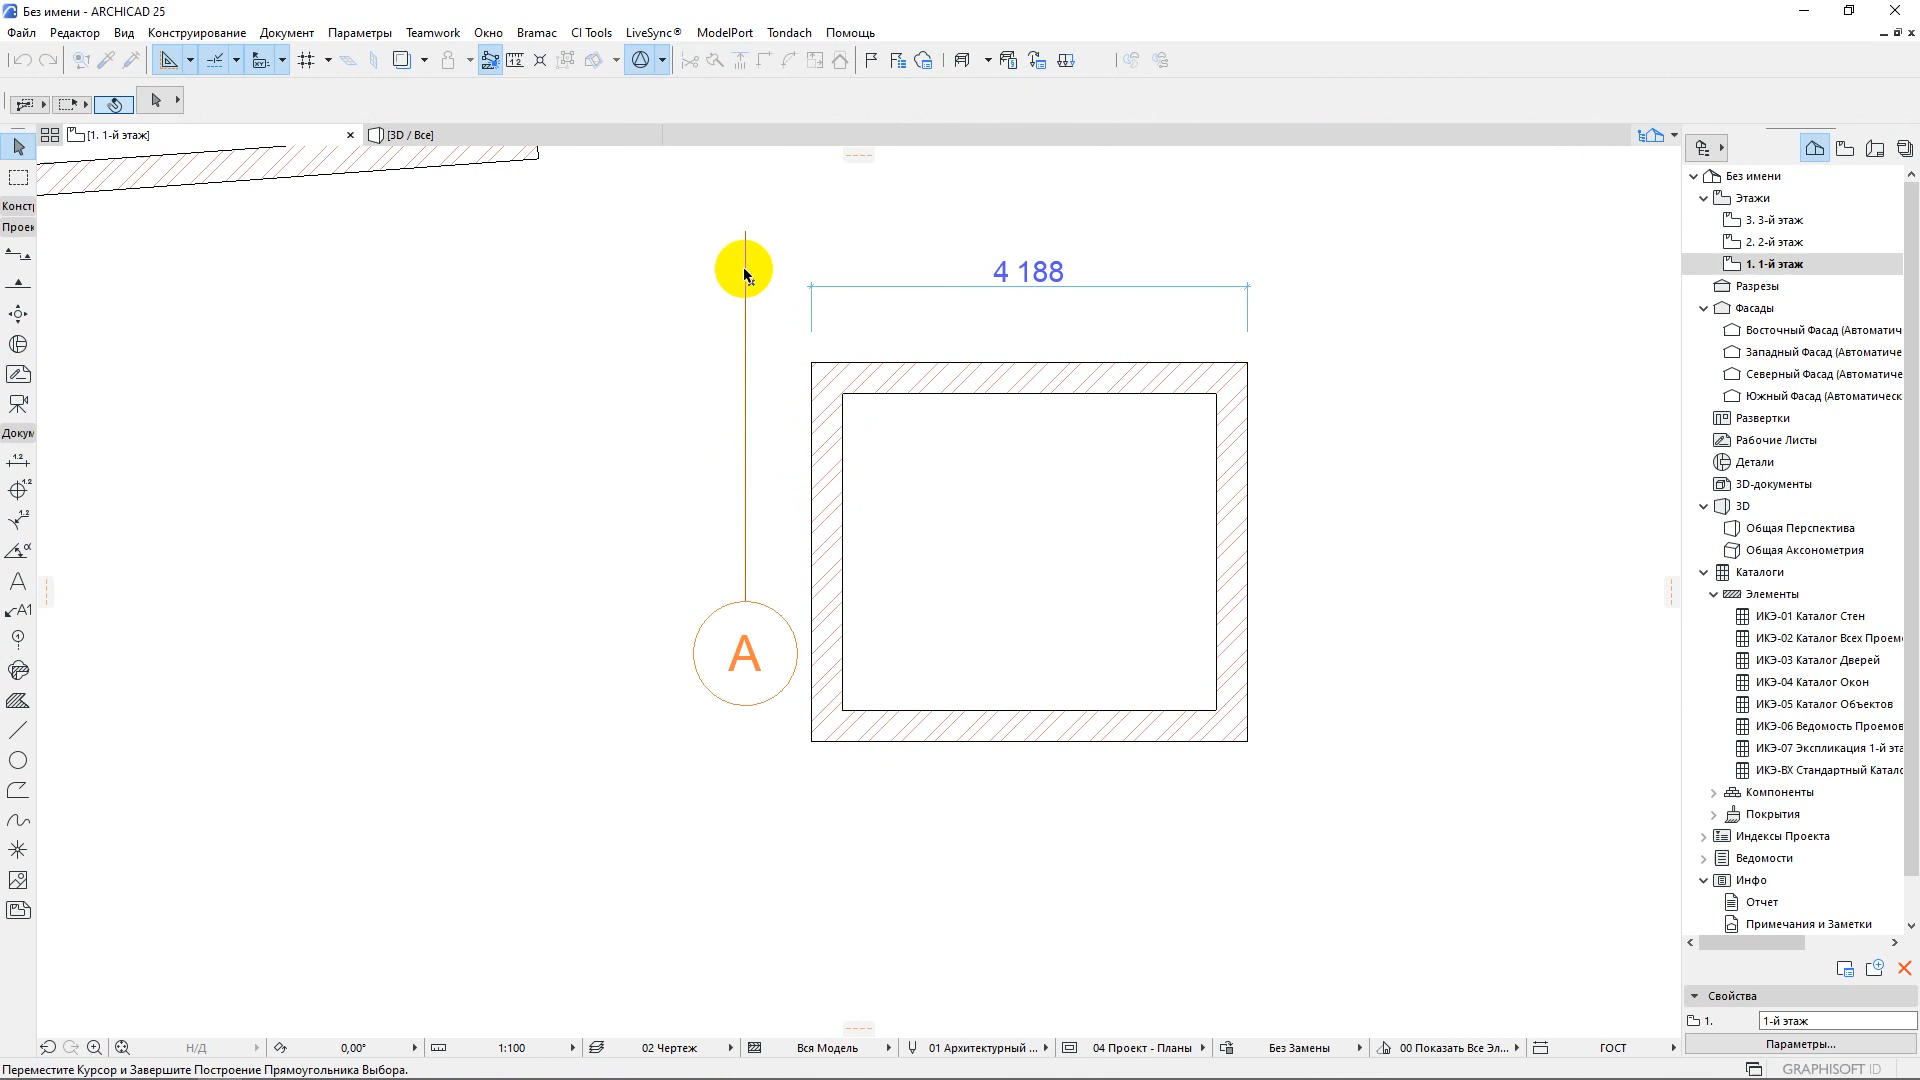 Без имени - ARCHICAD 25
Файл Редактор Вид Конструирование Документ Параметры Teamwork Окно Bramac CI Tools LiveSync® ModelPort Tondach Помощь
[1. 1-й этаж]
[3D / Все]
Констр
Проек
Докум
4 188
А
Без имени
Этажи
3. 3-й этаж
2. 2-й этаж
1. 1-й этаж
Разрезы
Фасады
Восточный Фасад (Автоматич
Западный Фасад (Автоматиче
Северный Фасад (Автоматиче
Южный Фасад (Автоматическ
Развертки
Рабочие Листы
Детали
3D-документы
3D
Общая Перспектива
Общая Аксонометрия
Каталоги
Элементы
ИКЭ-01 Каталог Стен
ИКЭ-02 Каталог Всех Проем
ИКЭ-03 Каталог Дверей
ИКЭ-04 Каталог Окон
ИКЭ-05 Каталог Объектов
ИКЭ-06 Ведомость Проемов
ИКЭ-07 Экспликация 1-й эта
ИКЭ-ВХ Стандартный Катало
Компоненты
Покрытия
Индексы Проекта
Ведомости
Инфо
Отчет
Примечания и Заметки
Свойства
1. 1-й этаж
Параметры...
Н/Д 0,00° 1:100 02 Чертеж Вся Модель 01 Архитектурный ... 04 Проект - Планы Без Замены 00 Показать Все Эл... ГОСТ
Переместите Курсор и Завершите Построение Прямоугольника Выбора.
GRAPHISOFT ID